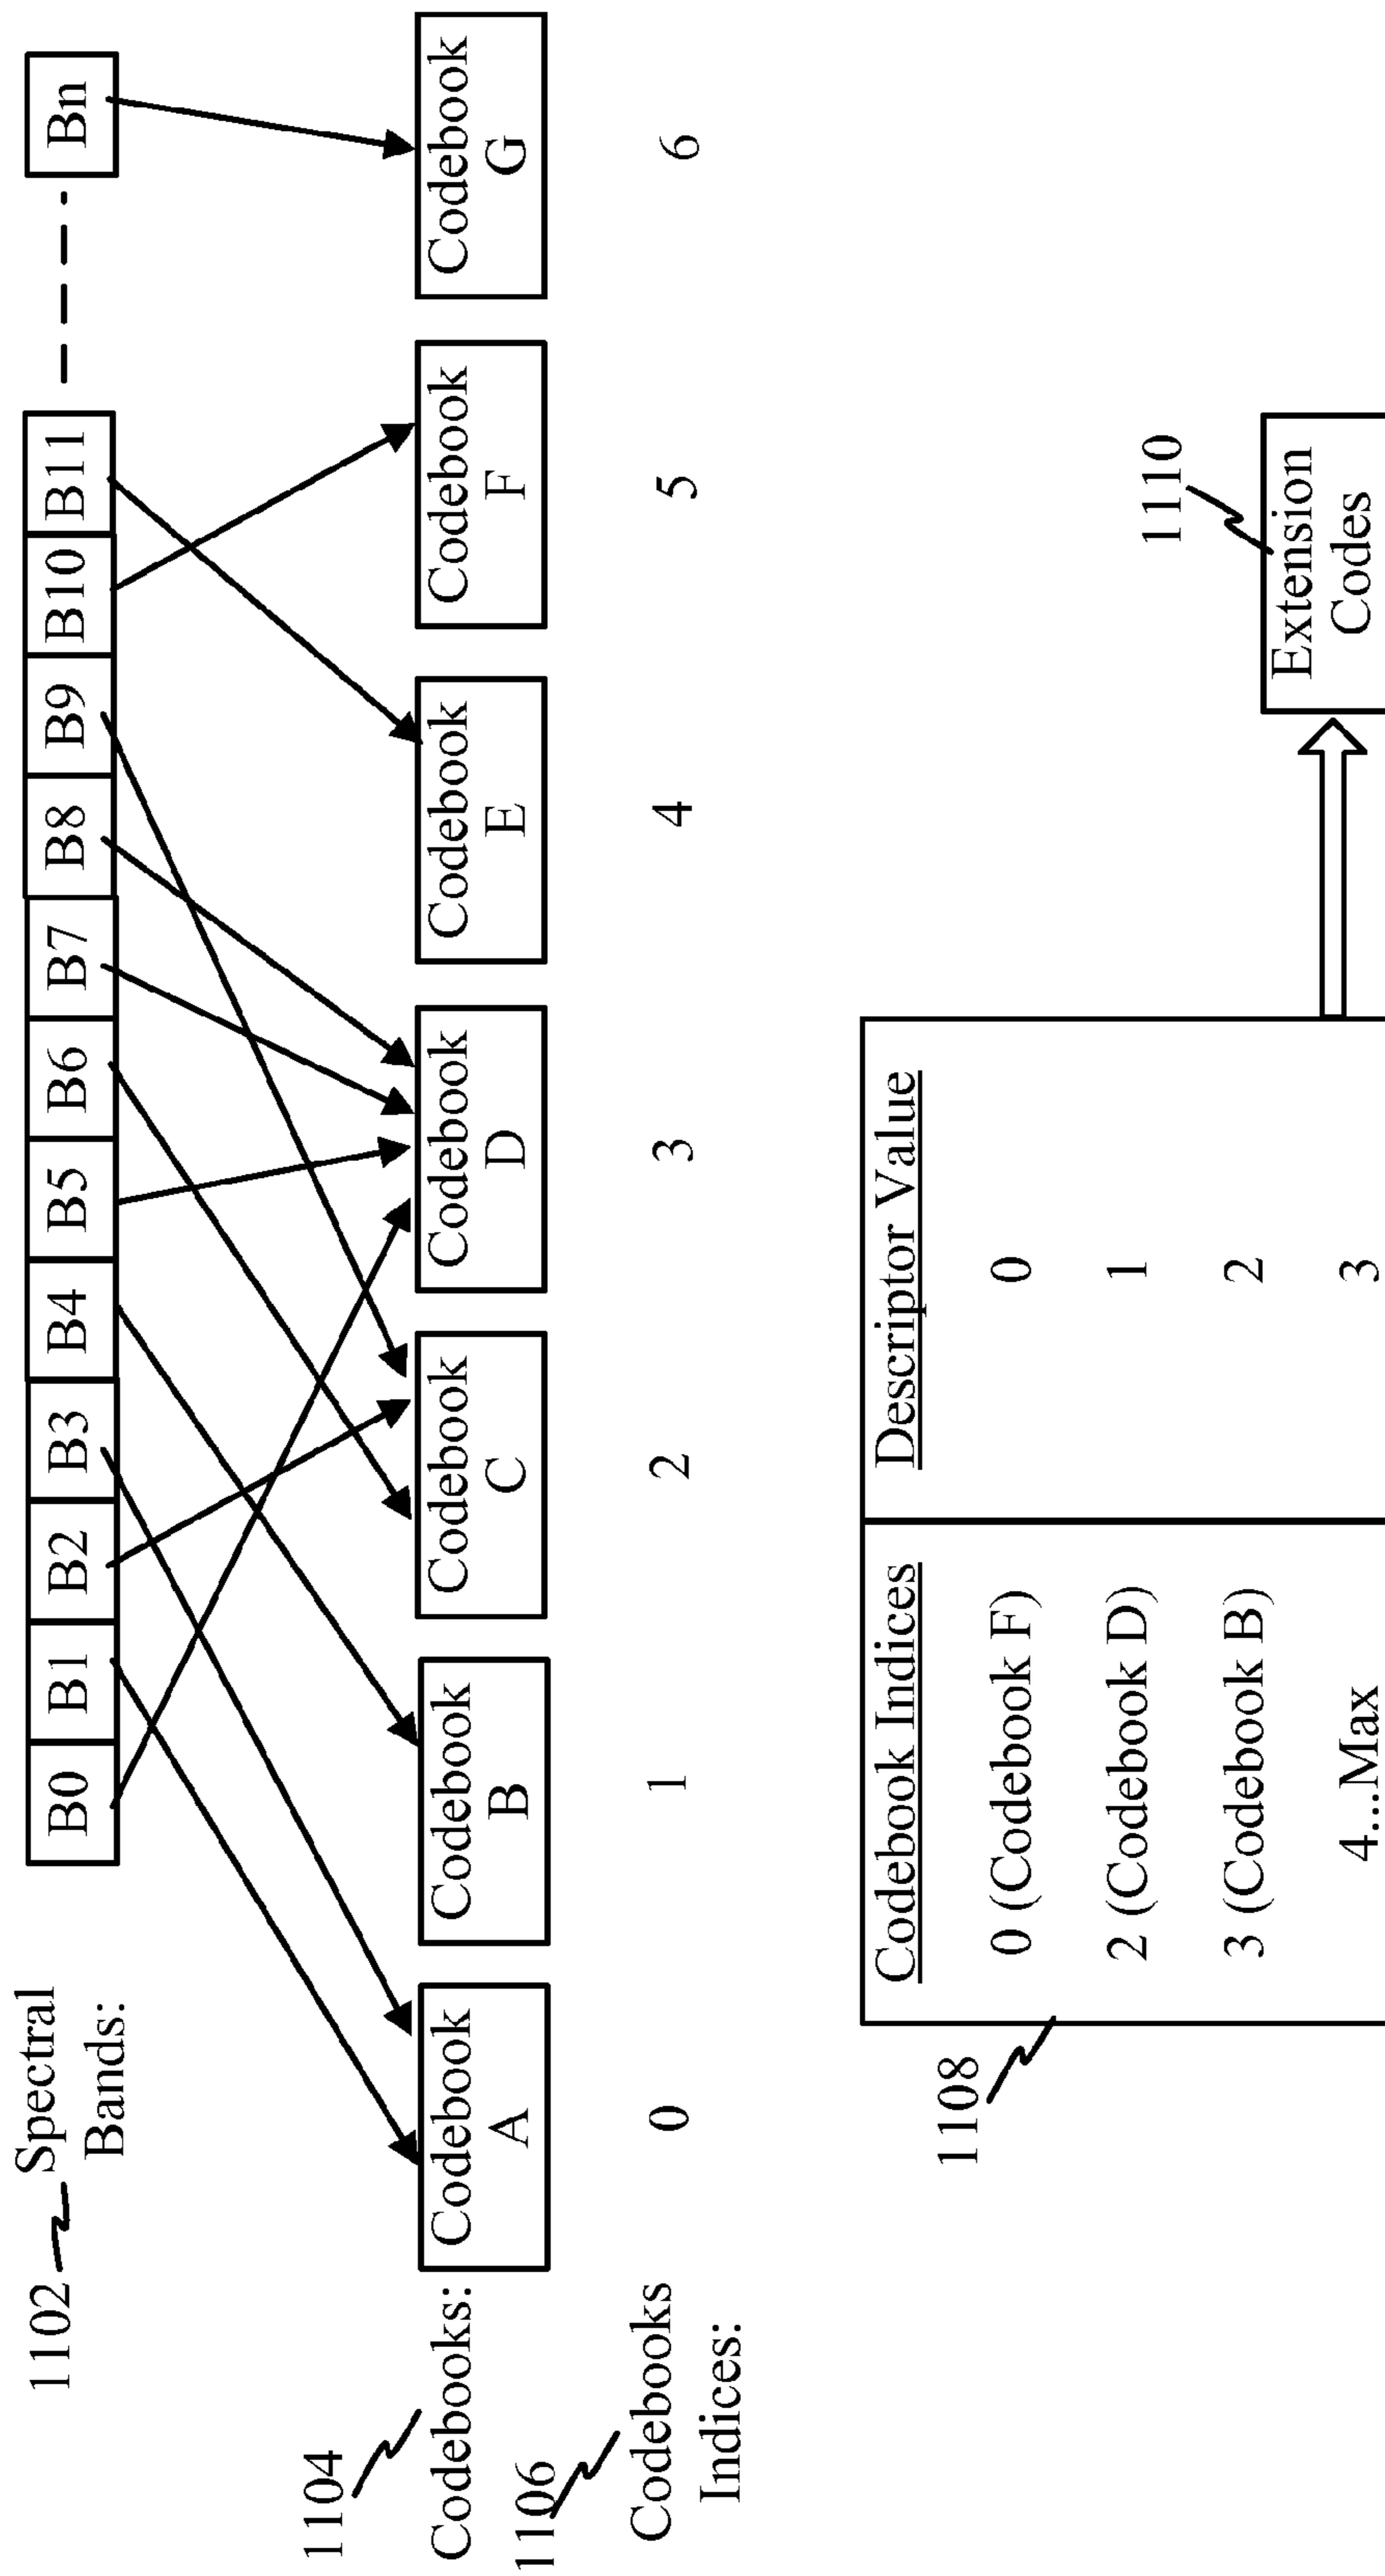 1102 Spectral
Bands:
B0 B1 B2 B3 B4 B5 B6 B7 B8 B9 B10 B11 Bn
1104
Codebooks:
Codebook
A
Codebook
B
Codebook
C
Codebook
D
Codebook
E
Codebook
F
Codebook
G
1106
Codebooks
Indices:
0 1 2 3 4 5 6
1108
Codebook Indices Descriptor Value
0 (Codebook F) 0
2 (Codebook D) 1
3 (Codebook B) 2
4...Max 3
1110
Extension
Codes